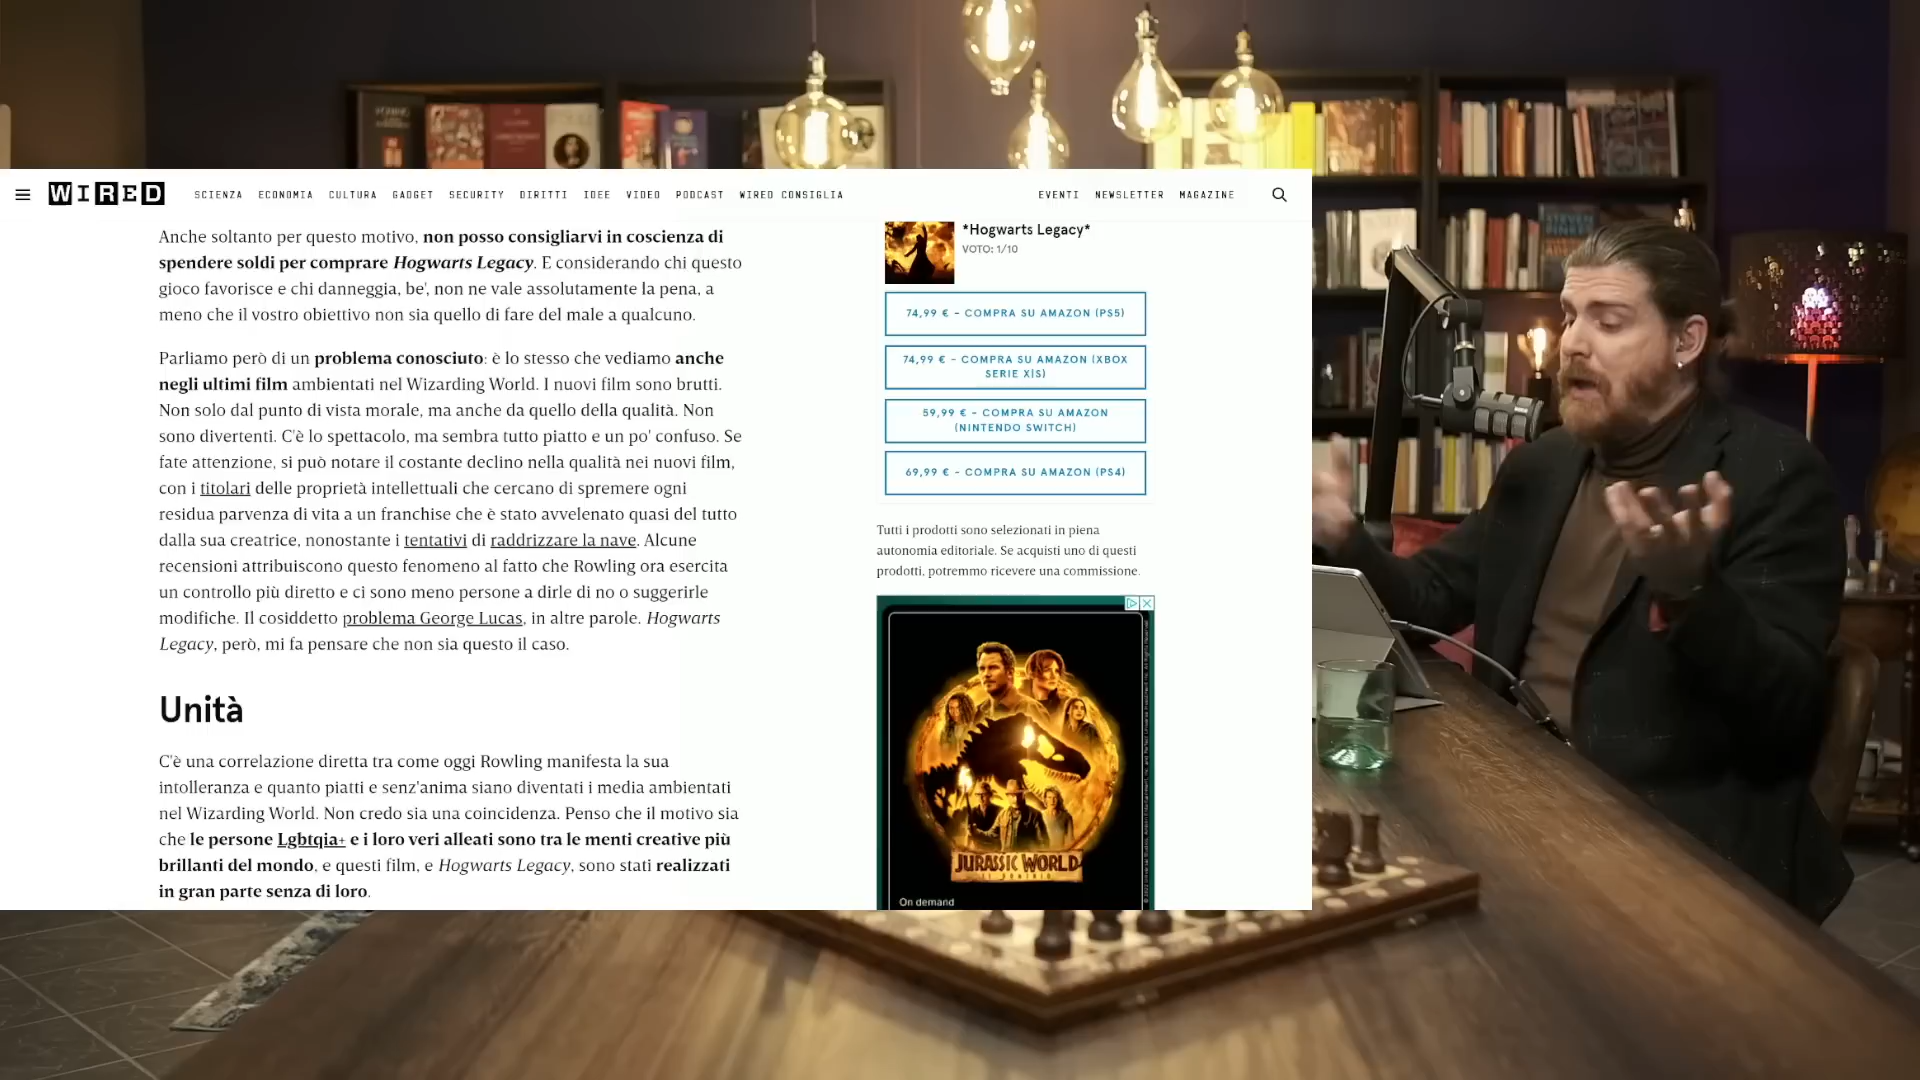 WIRED
SCIENZA ECONOMIA CULTURA GADGET SECURITY DIRITTI IDEE VIDEO PODCAST WIRED CONSIGLIA
EVENTI NEWSLETTER MAGAZINE
Anche soltanto per questo motivo, non posso consigliarvi in coscienza di
spendere soldi per comprare Hogwarts Legacy. E considerando chi questo
gioco favorisce e chi danneggia, be', non ne vale assolutamente la pena, a
meno che il vostro obiettivo non sia quello di fare del male a qualcuno.
Parliamo però di un problema conosciuto: è lo stesso che vediamo anche
negli ultimi film ambientati nel Wizarding World. I nuovi film sono brutti.
Non solo dal punto di vista morale, ma anche da quello della qualità. Non
sono divertenti. C'è lo spettacolo, ma sembra tutto piatto e un po' confuso. Se
fate attenzione, si può notare il costante declino nella qualità nei nuovi film,
con i titolari delle proprietà intellettuali che cercano di spremere ogni
residua parvenza di vita a un franchise che è stato avvelenato quasi del tutto
dalla sua creatrice, nonostante i tentativi di raddrizzare la nave. Alcune
recensioni attribuiscono questo fenomeno al fatto che Rowling ora esercita
un controllo più diretto e ci sono meno persone a dirle di no o suggerirle
modifiche. Il cosiddetto problema George Lucas, in altre parole. Hogwarts
Legacy, però, mi fa pensare che non sia questo il caso.
Unità
C'è una correlazione diretta tra come oggi Rowling manifesta la sua
intolleranza e quanto piatti e senz'anima siano diventati i media ambientati
nel Wizarding World. Non credo sia una coincidenza. Penso che il motivo sia
che le persone Lgbtqia+ e i loro veri alleati sono tra le menti creative più
brillanti del mondo, e questi film, e Hogwarts Legacy, sono stati realizzati
in gran parte senza di loro.
*Hogwarts Legacy*
VOTO: 1/10
74,99 € - COMPRA SU AMAZON (PS5)
74,99 € - COMPRA SU AMAZON (XBOX
SERIE X|S)
59,99 € - COMPRA SU AMAZON
(NINTENDO SWITCH)
69,99 € - COMPRA SU AMAZON (PS4)
Tutti i prodotti sono selezionati in piena
autonomia editoriale. Se acquisti uno di questi
prodotti, potremmo ricevere una commissione.
JURASSIC WORLD
IL DOMINIO
On demand